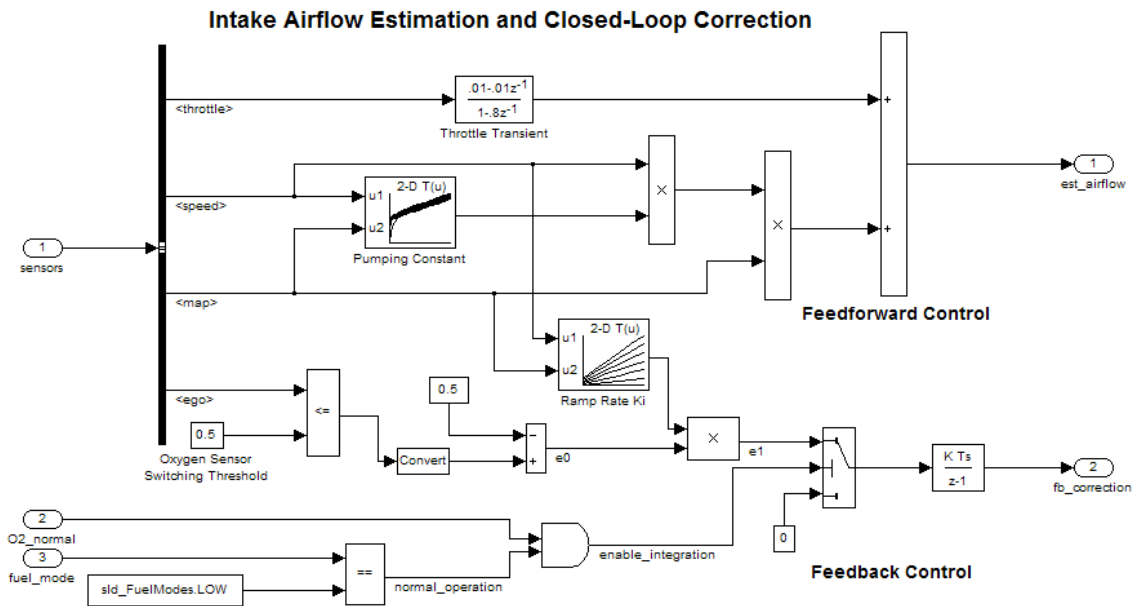 Intake Airflow Estimation and Closed-Loop Correction
<throttle>
.01-.01z-1
1-.8z-1
Throttle Transient
<speed>
2-D T(u)
u1
u2
Pumping Constant
×
×
+
+
1
est_airflow
1
sensors
<map>
Feedforward Control
2-D T(u)
u1
u2
Ramp Rate Ki
<ego>
0.5
Oxygen Sensor
Switching Threshold
<=
Convert
0.5
−
+
e0
×
e1
0
K Ts
z-1
2
fb_correction
2
O2_normal
3
fuel_mode
sld_FuelModes.LOW
==
normal_operation
enable_integration
Feedback Control